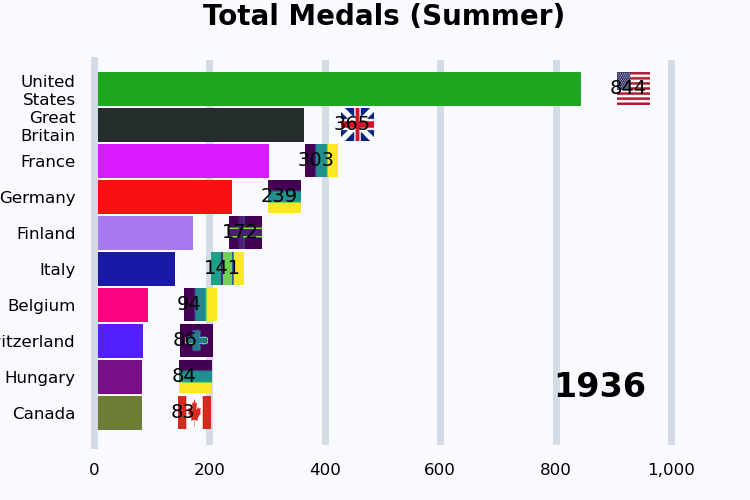 Total Medals (Summer)
United
States
844
Great
Britain
365
France
303
Germany
239
Finland
172
Italy
141
Belgium
94
itzerland
86
Hungary
84
1936
Canada
83
0 200 400 600 800 1,000